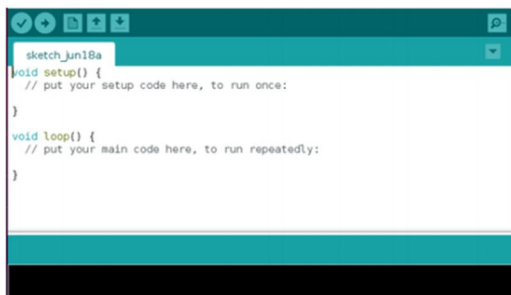 sketch_jun18a
void setup() {
  // put your setup code here, to run once:
}
void loop() {
  // put your main code here, to run repeatedly:
}